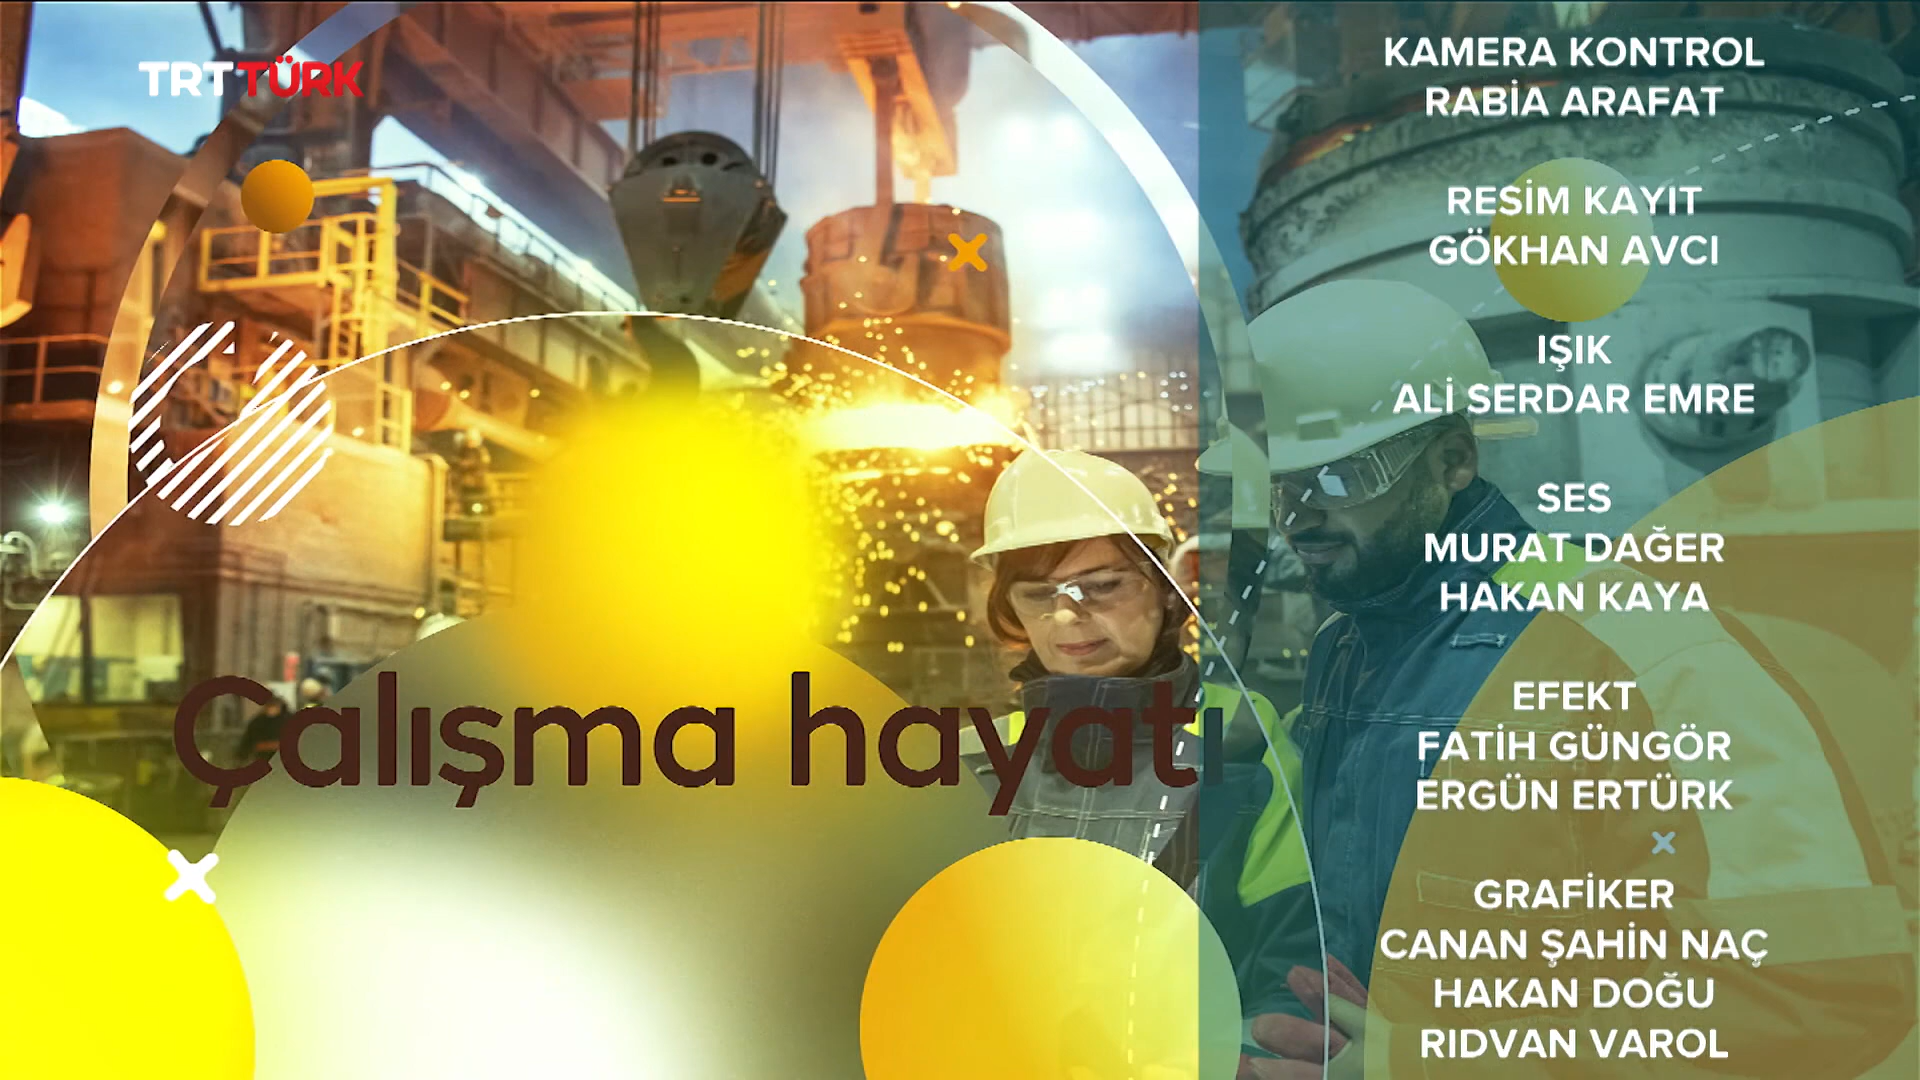 TRT TÜRK
Çalışma hayatı
KAMERA KONTROL
RABİA ARAFAT
RESİM KAYIT
GÖKHAN AVCI
IŞIK
ALİ SERDAR EMRE
SES
MURAT DAĞER
HAKAN KAYA
EFEKT
FATİH GÜNGÖR
ERGÜN ERTÜRK
GRAFİKER
CANAN ŞAHİN NAÇ
HAKAN DOĞU
RIDVAN VAROL